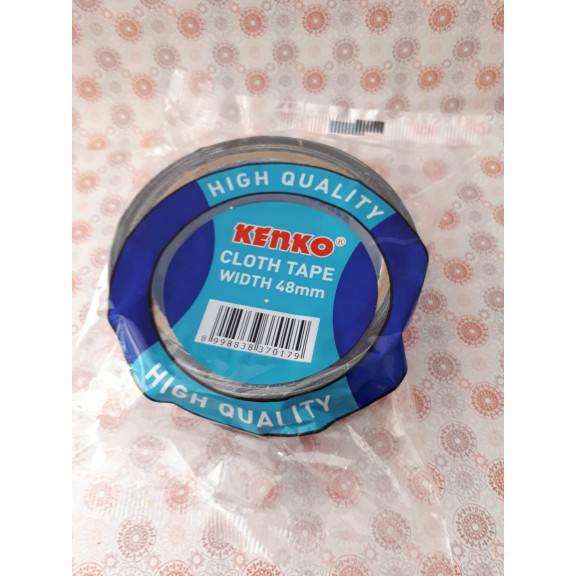 HIGH QUALITY
KENKO®
CLOTH TAPE
WIDTH 48mm
8 998838 370179
HIGH QUALITY